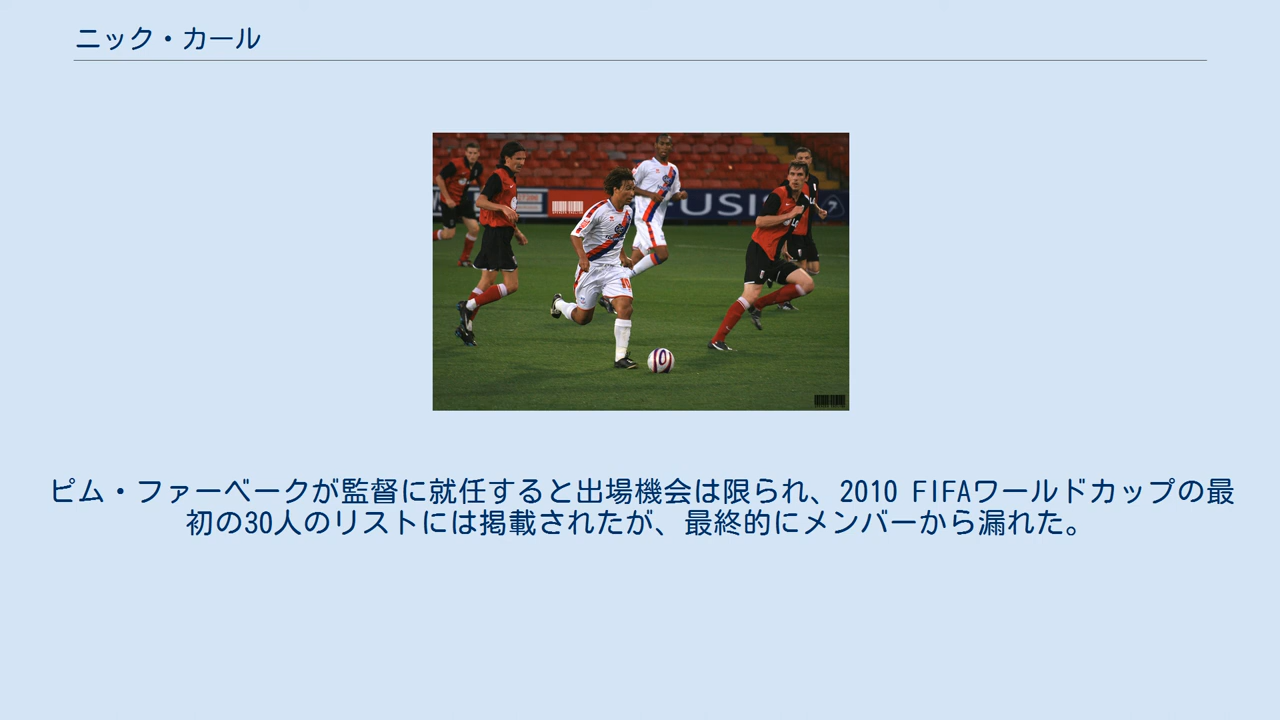 ニック・カール
USI
10
ピム・ファーベークが監督に就任すると出場機会は限られ、2010 FIFAワールドカップの最
初の30人のリストには掲載されたが、最終的にメンバーから漏れた。